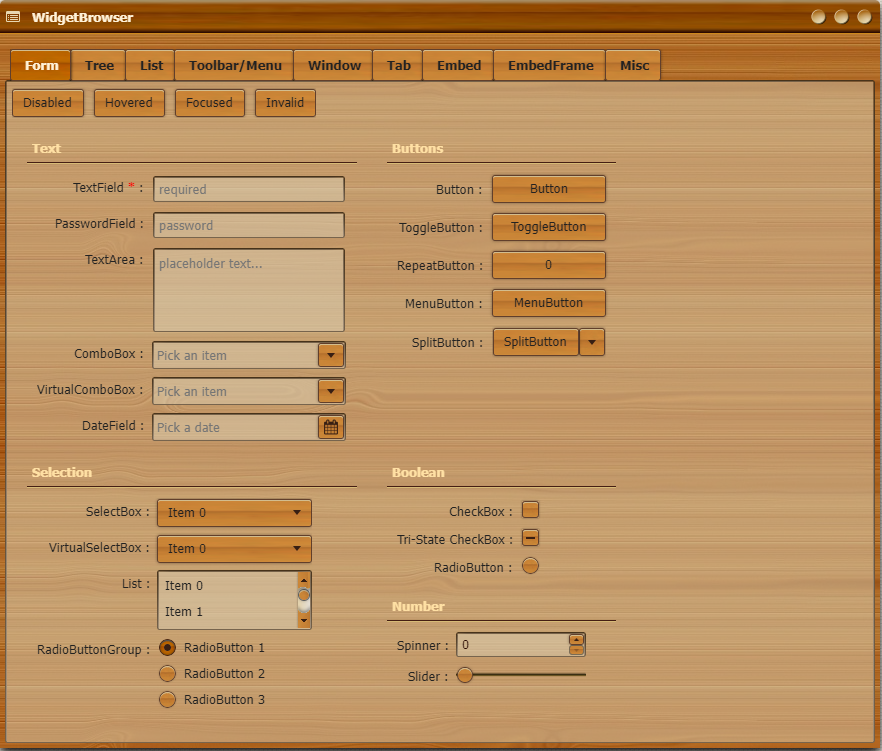 WidgetBrowser
Form Tree List Toolbar/Menu Window Tab Embed EmbedFrame Misc
Disabled Hovered Focused Invalid
Text
TextField * : required
PasswordField : password
TextArea : placeholder text...
ComboBox : Pick an item
VirtualComboBox : Pick an item
DateField : Pick a date
Buttons
Button : Button
ToggleButton : ToggleButton
RepeatButton : 0
MenuButton : MenuButton
SplitButton : SplitButton
Selection
SelectBox : Item 0
VirtualSelectBox : Item 0
List : Item 0
Item 1
RadioButtonGroup : RadioButton 1
RadioButton 2
RadioButton 3
Boolean
CheckBox :
Tri-State CheckBox :
RadioButton :
Number
Spinner : 0
Slider :